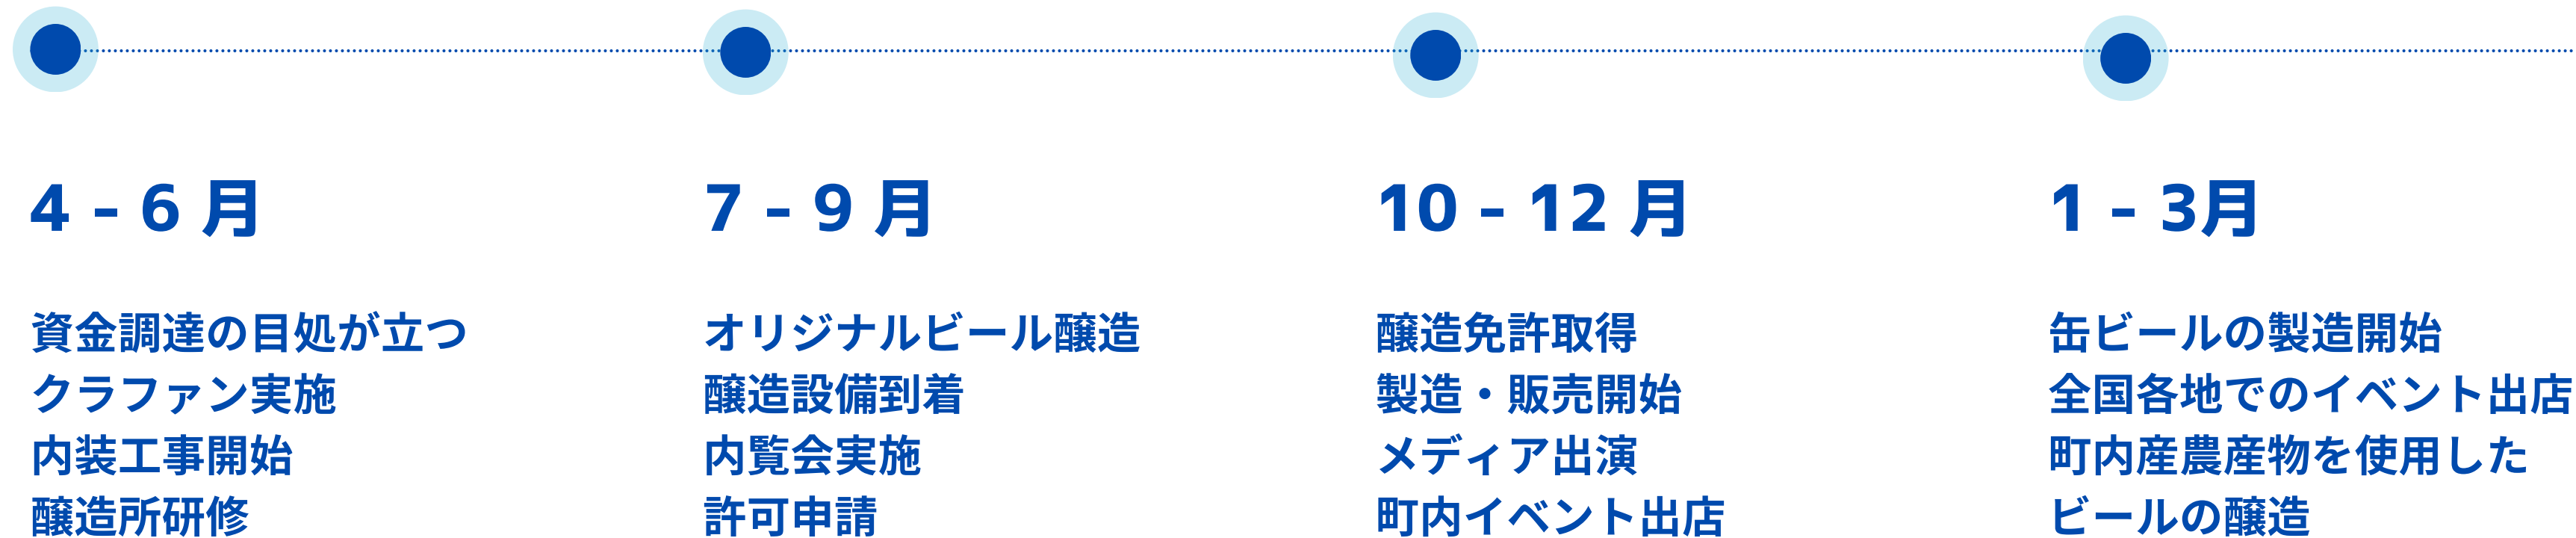 4 - 6 月
資金調達の目処が立つ
クラファン実施
内装工事開始
醸造所研修
7 - 9 月
オリジナルビール醸造
醸造設備到着
内覧会実施
許可申請
10 - 12 月
醸造免許取得
製造・販売開始
メディア出演
町内イベント出店
1 - 3月
缶ビールの製造開始
全国各地でのイベント出店
町内産農産物を使用した
ビールの醸造